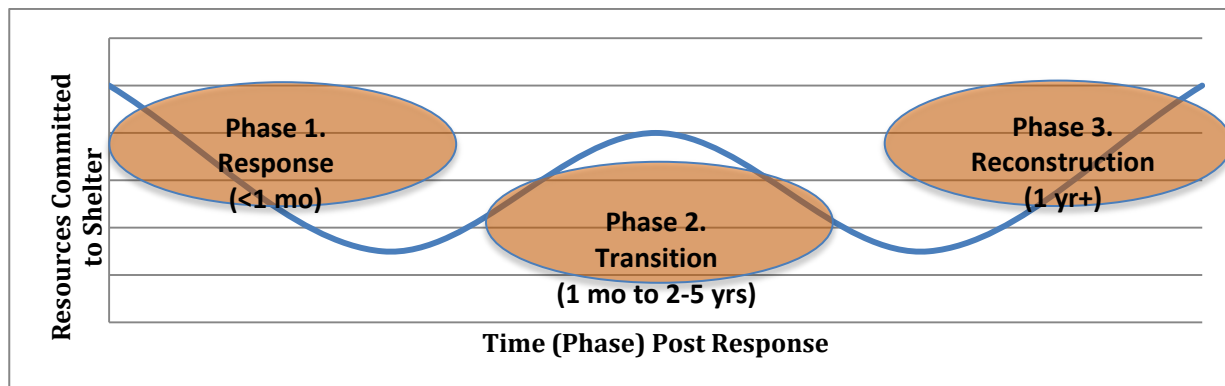 Resources Committed
to Shelter
Phase 1.
Response
(<1 mo)
Phase 2.
Transition
(1 mo to 2-5 yrs)
Phase 3.
Reconstruction
(1 yr+)
Time (Phase) Post Response